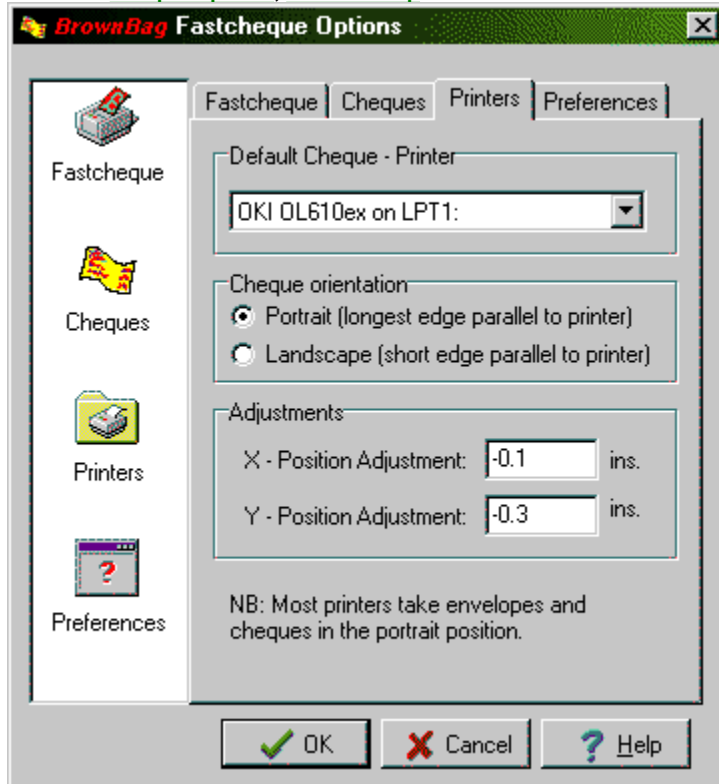 BrownBag Fastcheque Options
Fastcheque Cheques Printers Preferences
Fastcheque
Cheques
Printers
Preferences
Default Cheque - Printer
OKI OL610ex on LPT1:
Cheque orientation
Portrait (longest edge parallel to printer)
Landscape (short edge parallel to printer)
Adjustments
X - Position Adjustment: -0.1 ins.
Y - Position Adjustment: -0.3 ins.
NB: Most printers take envelopes and
cheques in the portrait position.
OK Cancel Help